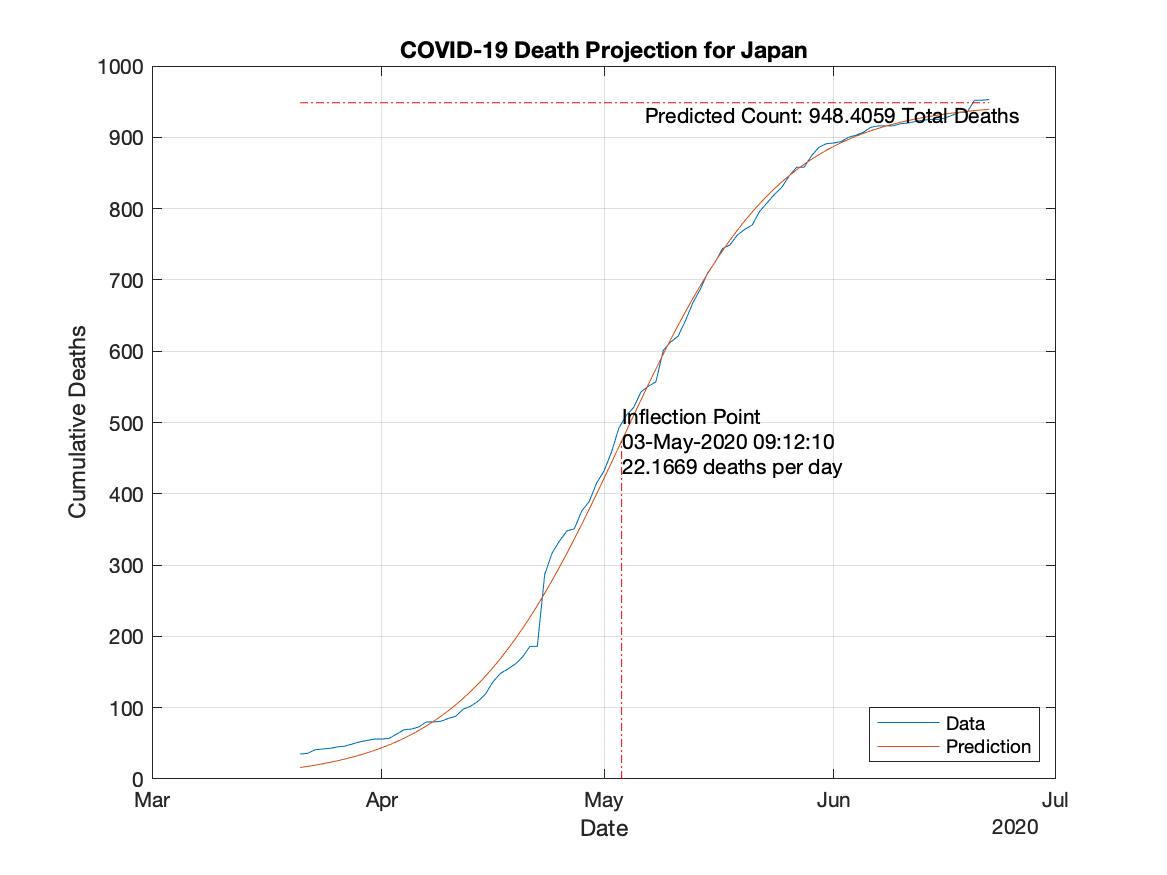 COVID-19 Death Projection for Japan
1000
900
800
700
600
500
400
300
200
100
0
Cumulative Deaths
Predicted Count: 948.4059 Total Deaths
Inflection Point
03-May-2020 09:12:10
22.1669 deaths per day
Data
Prediction
Mar Apr May Jun Jul
Date
2020